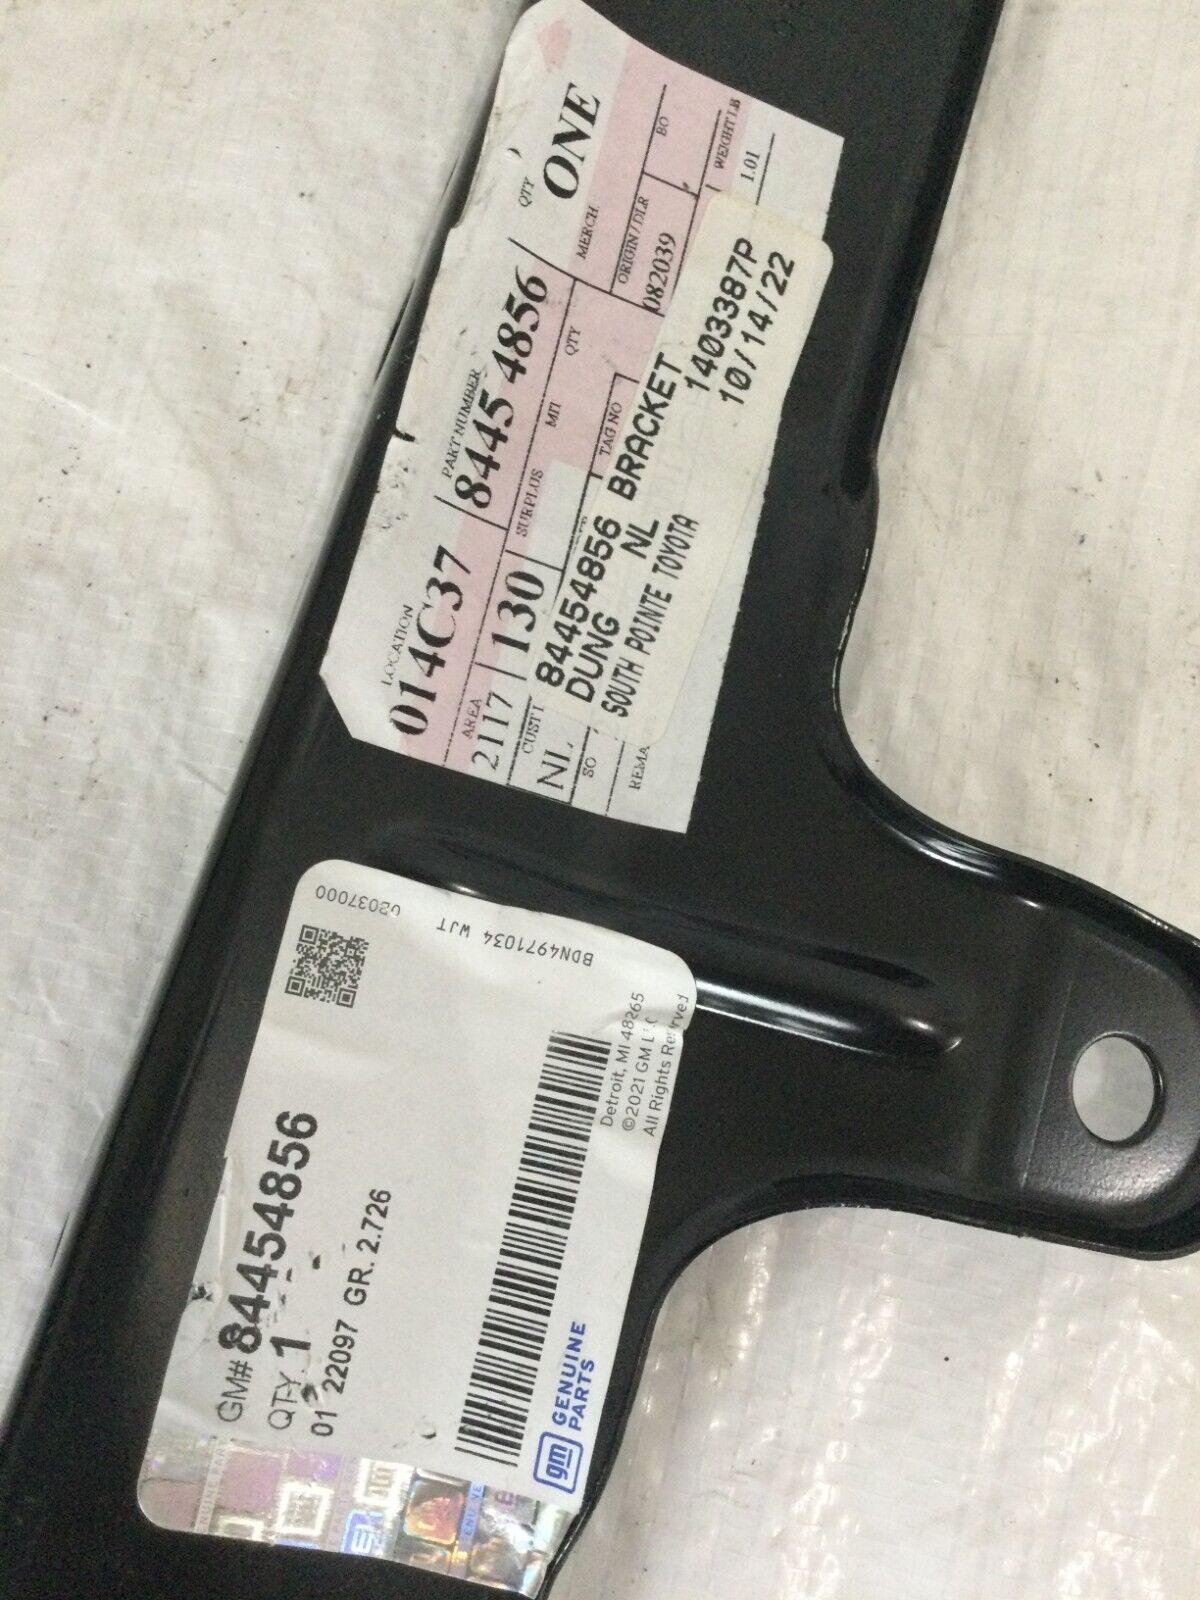 LOCATION
014C37
PART NUMBER
8445 4856
QTY
ONE
AREA
2117
130
SURPLUS
QTY
MERCH
CUST
NL
TAG NO
ORIGIN / DLR
082039
BO
SO
WEIGHT LB
1.01
REMA
84454856 BRACKET
DUNG NL 1403387P
SOUTH POINTE TOYOTA 10/14/22
02037000
BDN4971034 WJT
GM# 84454856
QTY 1
01 22097 GR. 2.726
Detroit, MI 48265
©2021 GM
All Rights
gm
GENUINE
PARTS